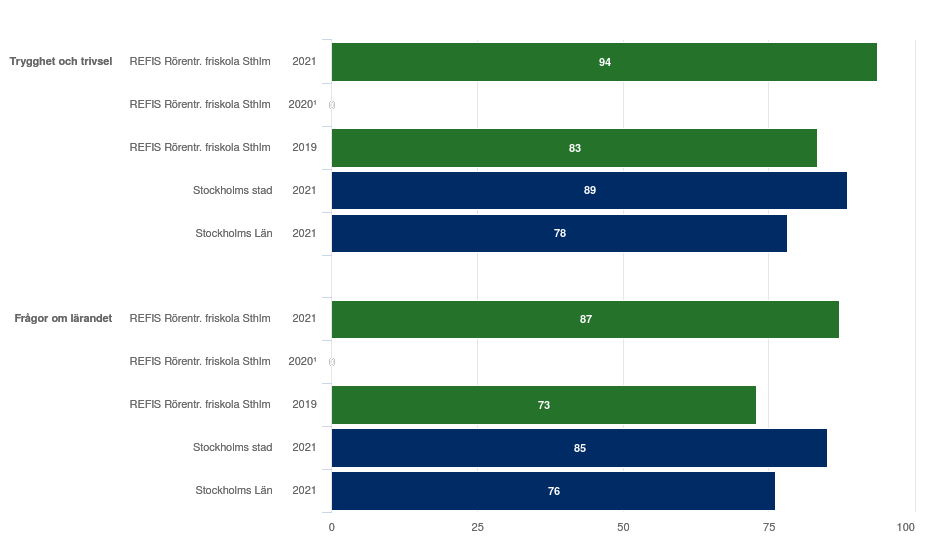 Trygghet och trivsel REFIS Rörentr. friskola Sthlm 2021 94
REFIS Rörentr. friskola Sthlm 2020¹ 0
REFIS Rörentr. friskola Sthlm 2019 83
Stockholms stad 2021 89
Stockholms Län 2021 78
Frågor om lärandet REFIS Rörentr. friskola Sthlm 2021 87
REFIS Rörentr. friskola Sthlm 2020¹ 0
REFIS Rörentr. friskola Sthlm 2019 73
Stockholms stad 2021 85
Stockholms Län 2021 76
0 25 50 75 100